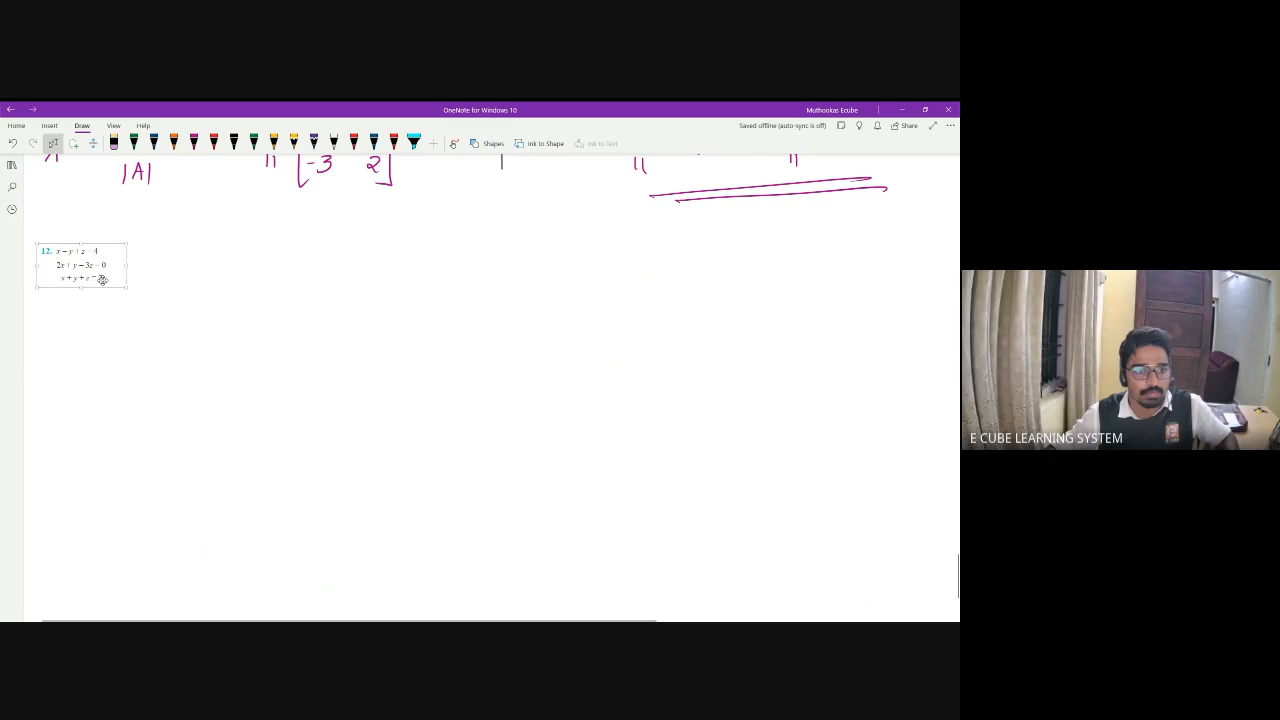 OneNote for Windows 10
Muthookas Ecube
Home Insert Draw View Help
Saved offline (auto-sync is off)
Share
Shapes
Ink to Shape
Ink to Text
|A|
-3 2
12. x - y + z = 4
2x + y - 3z = 0
x + y + z =
E CUBE LEARNING SYSTEM